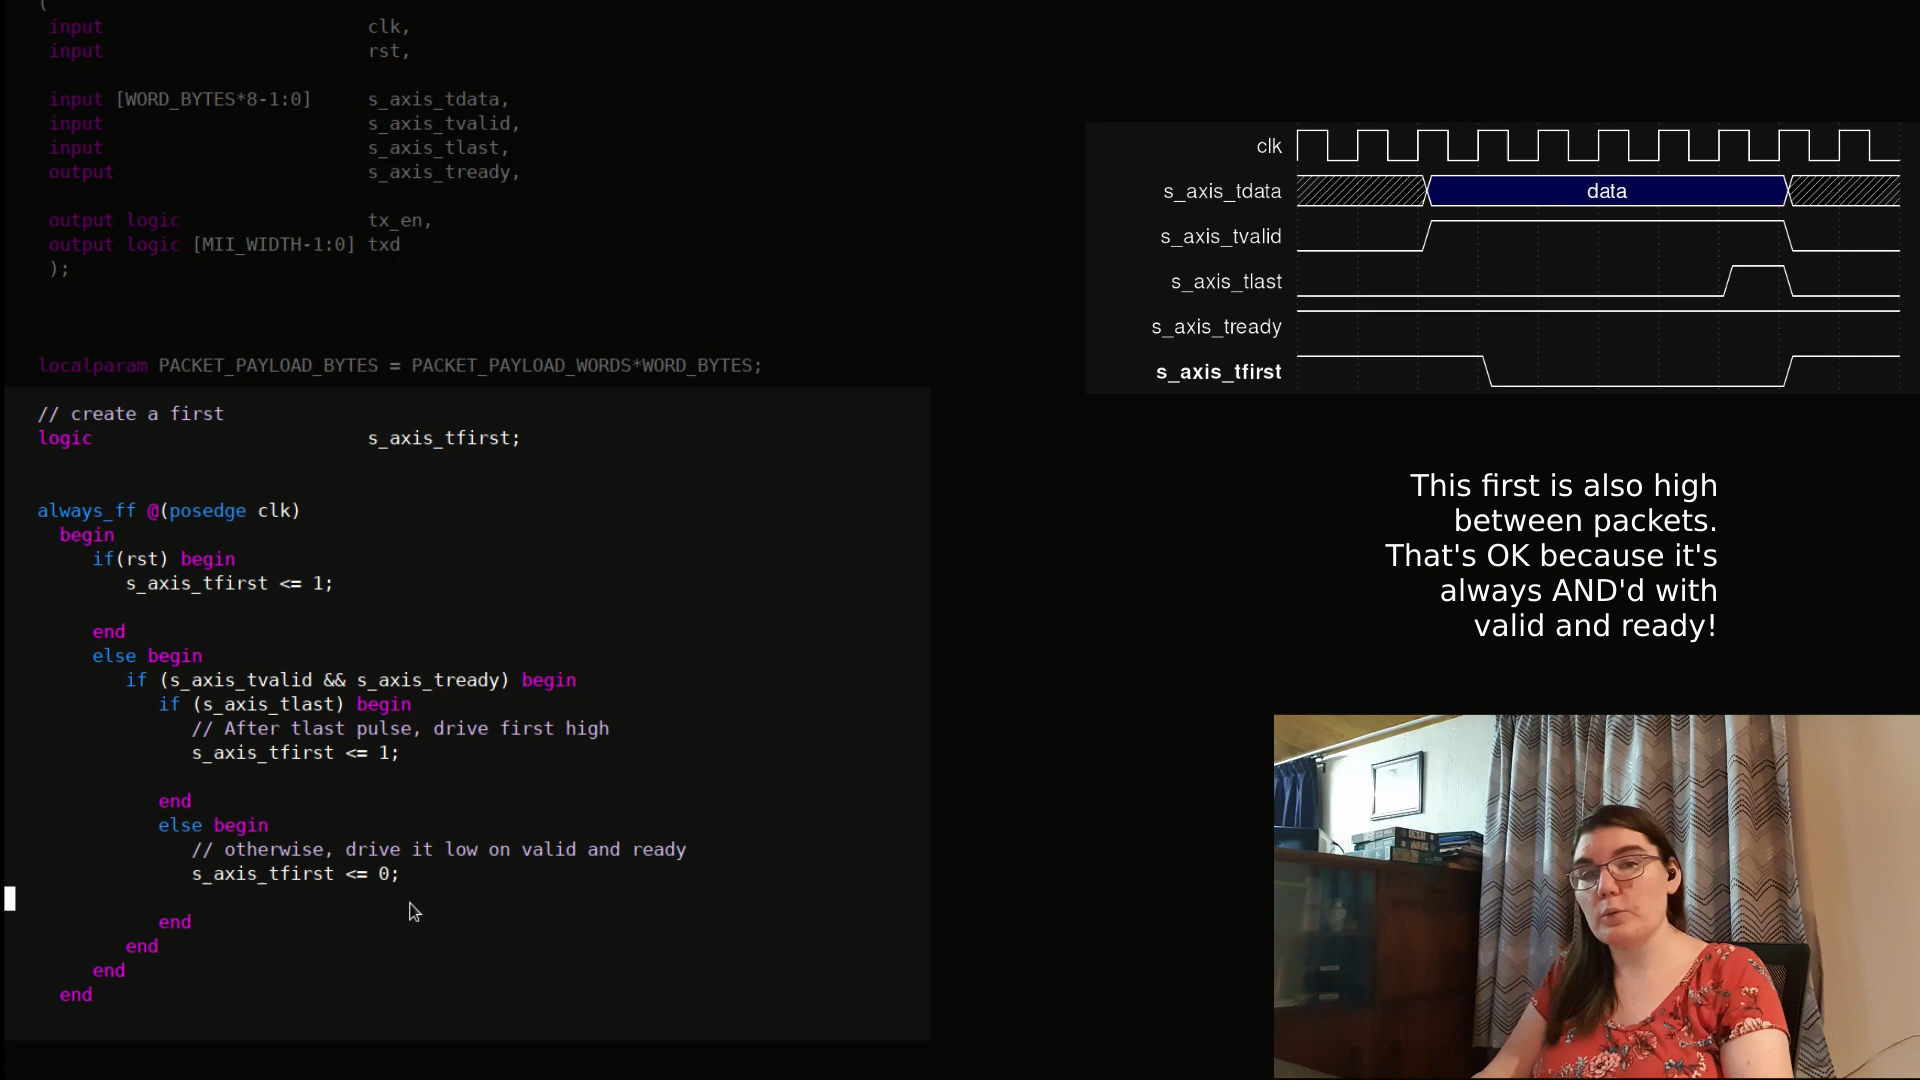 (
input clk,
input rst,
input [WORD_BYTES*8-1:0] s_axis_tdata,
input s_axis_tvalid,
input s_axis_tlast,
output s_axis_tready,
output logic tx_en,
output logic [MII_WIDTH-1:0] txd
);
localparam PACKET_PAYLOAD_BYTES = PACKET_PAYLOAD_WORDS*WORD_BYTES;
// create a first
logic s_axis_tfirst;
always_ff @(posedge clk)
begin
if(rst) begin
s_axis_tfirst <= 1;
end
else begin
if (s_axis_tvalid && s_axis_tready) begin
if (s_axis_tlast) begin
// After tlast pulse, drive first high
s_axis_tfirst <= 1;
end
else begin
// otherwise, drive it low on valid and ready
s_axis_tfirst <= 0;
end
end
end
end
clk
s_axis_tdata data
s_axis_tvalid
s_axis_tlast
s_axis_tready
s_axis_tfirst
This first is also high
between packets.
That's OK because it's
always AND'd with
valid and ready!